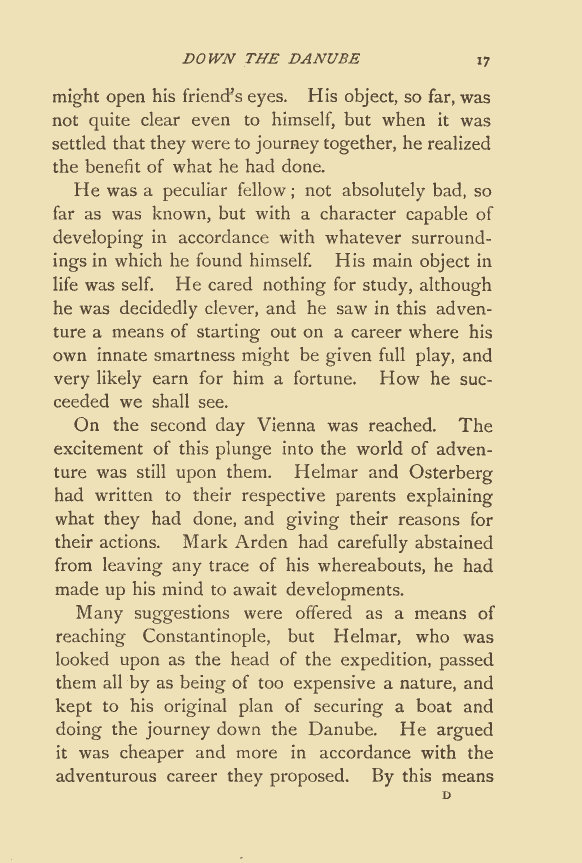 DOWN THE DANUBE 17
might open his friend's eyes. His object, so far, was
not quite clear even to himself, but when it was
settled that they were to journey together, he realized
the benefit of what he had done.
He was a peculiar fellow; not absolutely bad, so
far as was known, but with a character capable of
developing in accordance with whatever surround-
ings in which he found himself. His main object in
life was self. He cared nothing for study, although
he was decidedly clever, and he saw in this adven-
ture a means of starting out on a career where his
own innate smartness might be given full play, and
very likely earn for him a fortune. How he suc-
ceeded we shall see.
On the second day Vienna was reached. The
excitement of this plunge into the world of adven-
ture was still upon them. Helmar and Osterberg
had written to their respective parents explaining
what they had done, and giving their reasons for
their actions. Mark Arden had carefully abstained
from leaving any trace of his whereabouts, he had
made up his mind to await developments.
Many suggestions were offered as a means of
reaching Constantinople, but Helmar, who was
looked upon as the head of the expedition, passed
them all by as being of too expensive a nature, and
kept to his original plan of securing a boat and
doing the journey down the Danube. He argued
it was cheaper and more in accordance with the
adventurous career they proposed. By this means
D